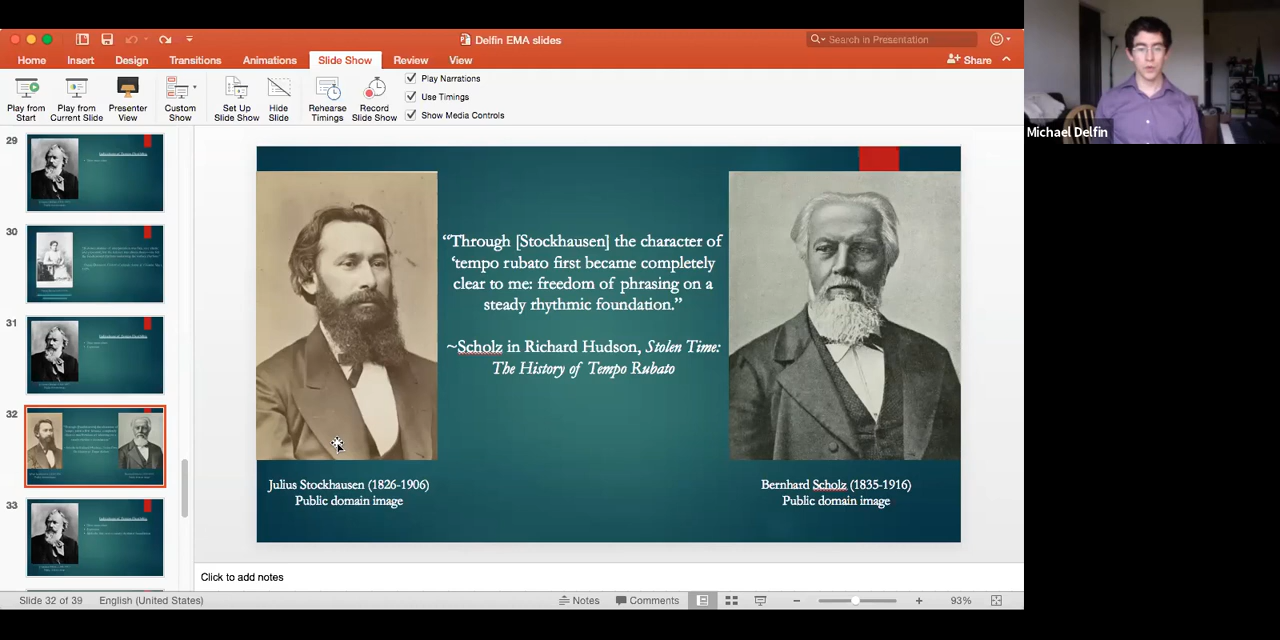 Delfin EMA slides
Search in Presentation
Home Insert Design Transitions Animations Slide Show Review View
Share
Play from Start
Play from Current Slide
Presenter View
Custom Show
Set Up Slide Show
Hide Slide
Rehearse Timings
Record Slide Show
Play Narrations
Use Timings
Show Media Controls
Michael Delfin
29
30
31
32
33
“Through [Stockhausen] the character of
‘tempo rubato first became completely
clear to me: freedom of phrasing on a
steady rhythmic foundation.”
~Scholz in Richard Hudson, Stolen Time:
The History of Tempo Rubato
Julius Stockhausen (1826-1906)
Public domain image
Bernhard Scholz (1835-1916)
Public domain image
Click to add notes
Slide 32 of 39 English (United States) Notes Comments 93%